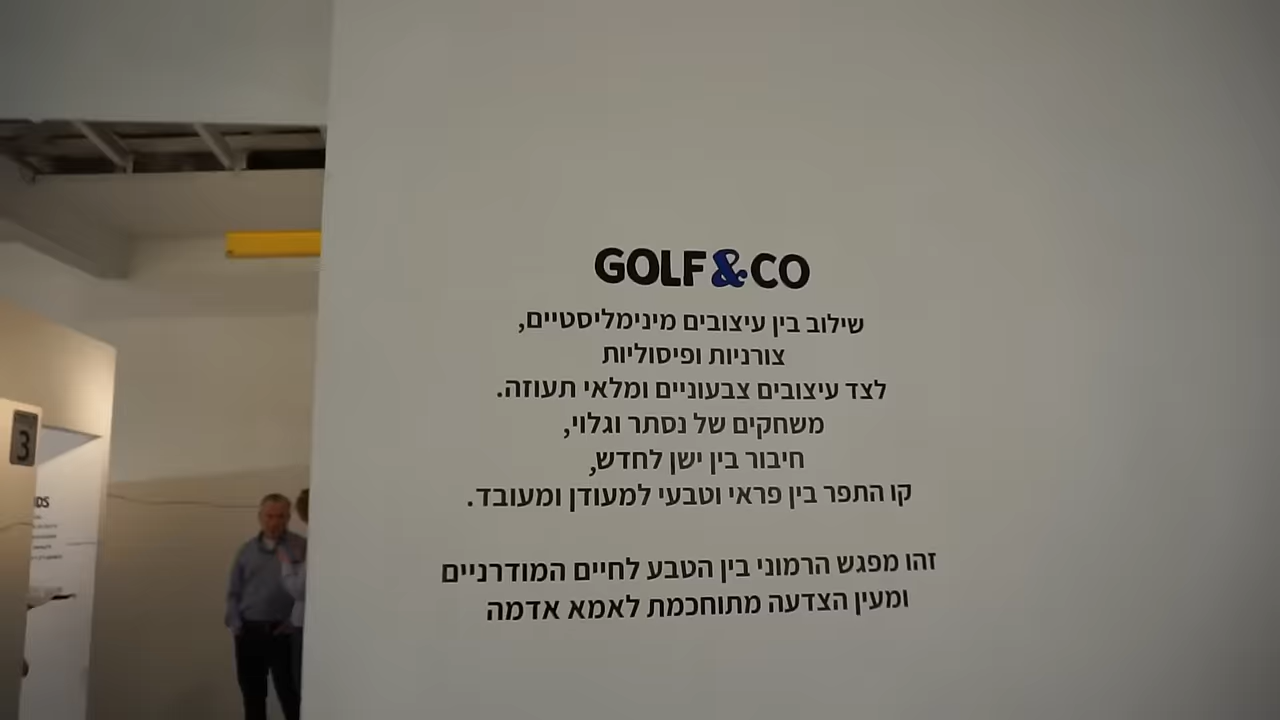 GOLF&CO
שילוב בין עיצובים מינימליסטיים,
צורניות ופיסוליות
לצד עיצובים צבעוניים ומלאי תעוזה.
משחקים של נסתר וגלוי,
חיבור בין ישן לחדש,
קו התפר בין פראי וטבעי למעודן ומעובד.
זהו מפגש הרמוני בין הטבע לחיים המודרניים
ומעין הצדעה מתוחכמת לאמא אדמה
3